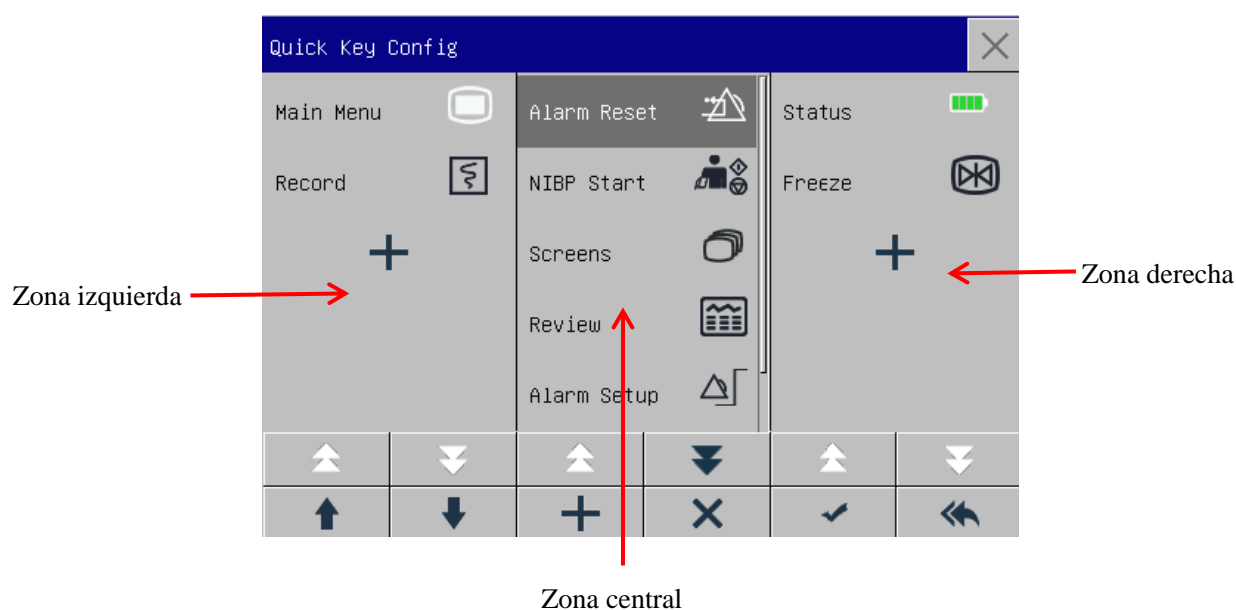 Quick Key Config
Main Menu
Record
Alarm Reset
NIBP Start
Screens
Review
Alarm Setup
Status
Freeze
Zona izquierda
Zona derecha
Zona central